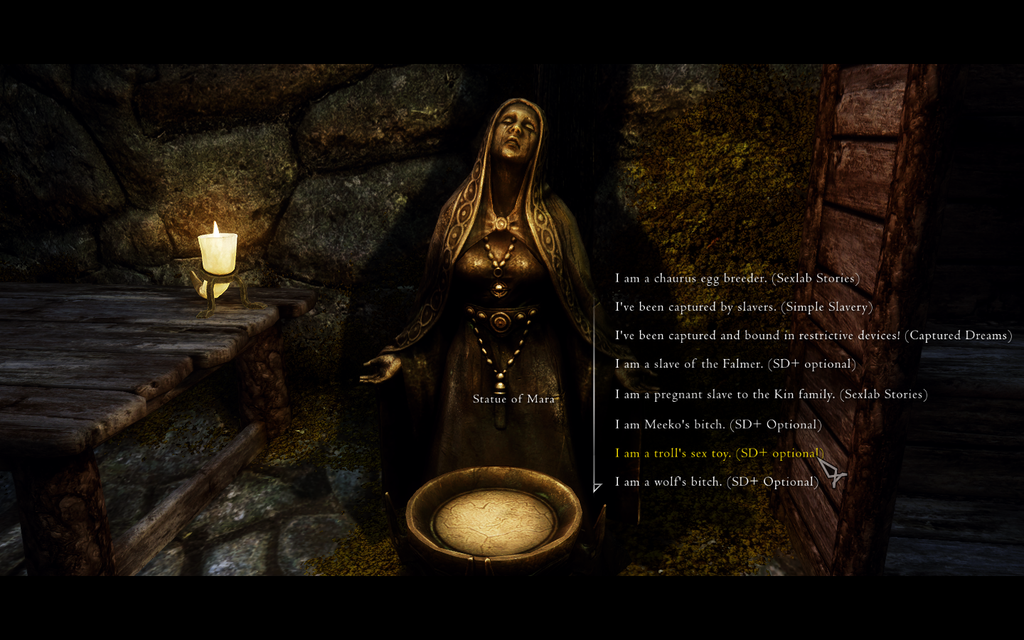 I am a chaurus egg breeder. (Sexlab Stories)
I've been captured by slavers. (Simple Slavery)
I've been captured and bound in restrictive devices! (Captured Dreams)
I am a slave of the Falmer. (SD+ optional)
I am a pregnant slave to the Kin family. (Sexlab Stories)
Statue of Mara
I am Meeko's bitch. (SD+ Optional)
I am a troll's sex toy. (SD+ optional)
I am a wolf's bitch. (SD+ Optional)